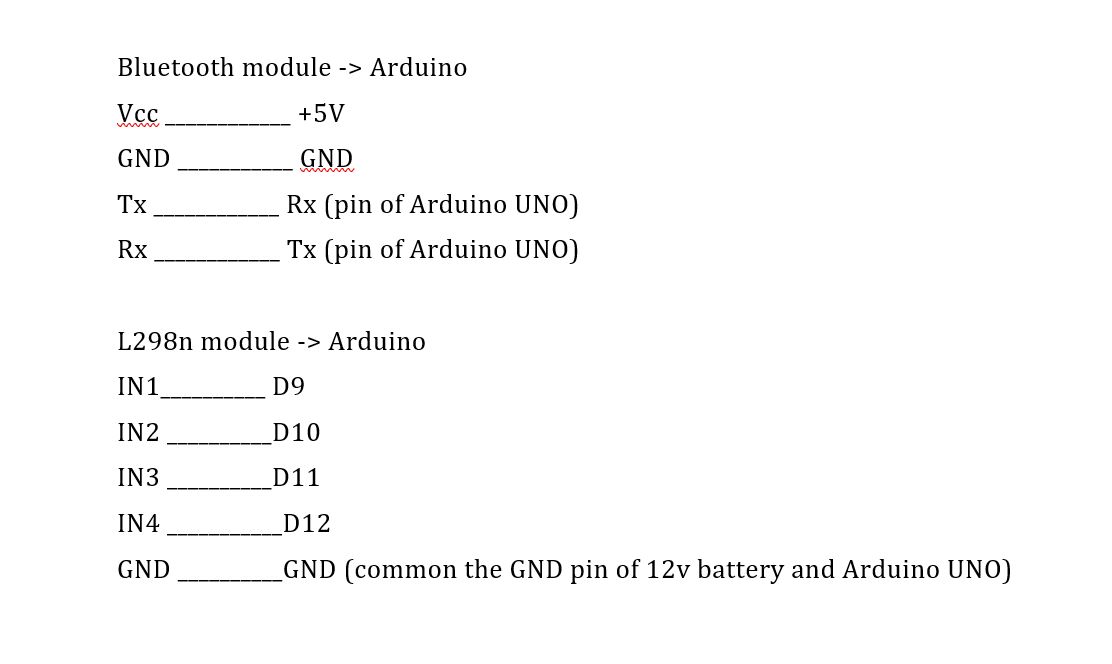 Bluetooth module -> Arduino
Vcc ____________ +5V
GND ___________ GND
Tx ____________ Rx (pin of Arduino UNO)
Rx ____________ Tx (pin of Arduino UNO)
L298n module -> Arduino
IN1__________ D9
IN2 __________D10
IN3 __________D11
IN4 ___________D12
GND __________GND (common the GND pin of 12v battery and Arduino UNO)